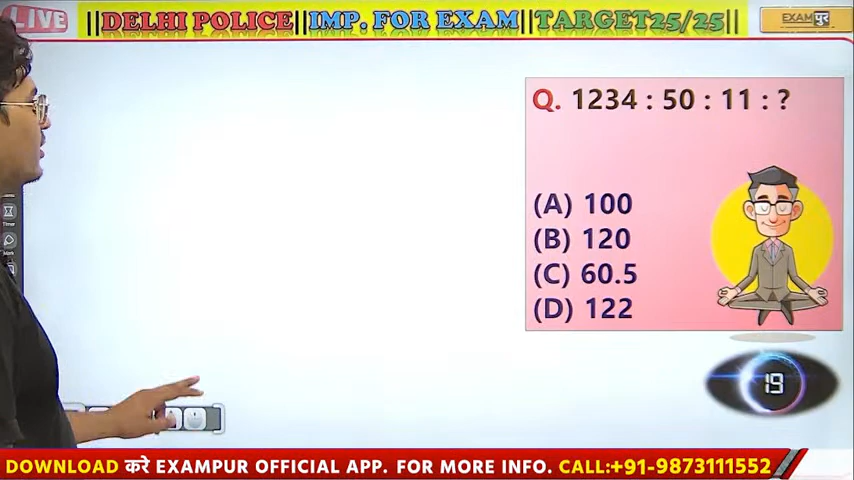 LIVE
||DELHI POLICE||IMP. FOR EXAM||TARGET25/25||
EXAMपुर
Q. 1234 : 50 : 11 : ?
(A) 100
(B) 120
(C) 60.5
(D) 122
Timer
19
DOWNLOAD करे EXAMPUR OFFICIAL APP. FOR MORE INFO. CALL:+91-9873111552